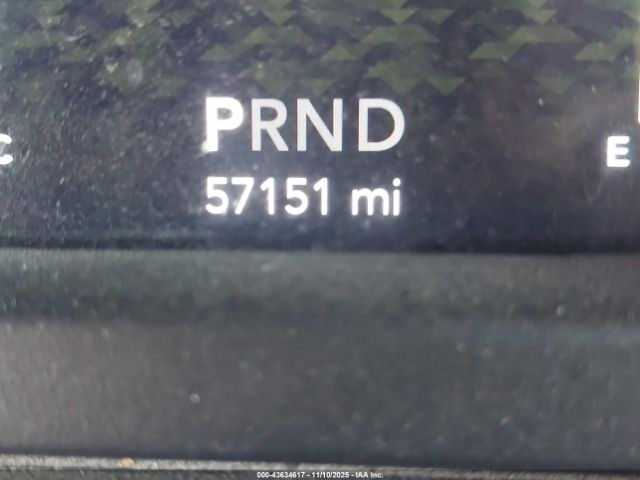 PRND
C
E
57151 mi
000-43634617 - 11/10/2025 - IAA Inc.